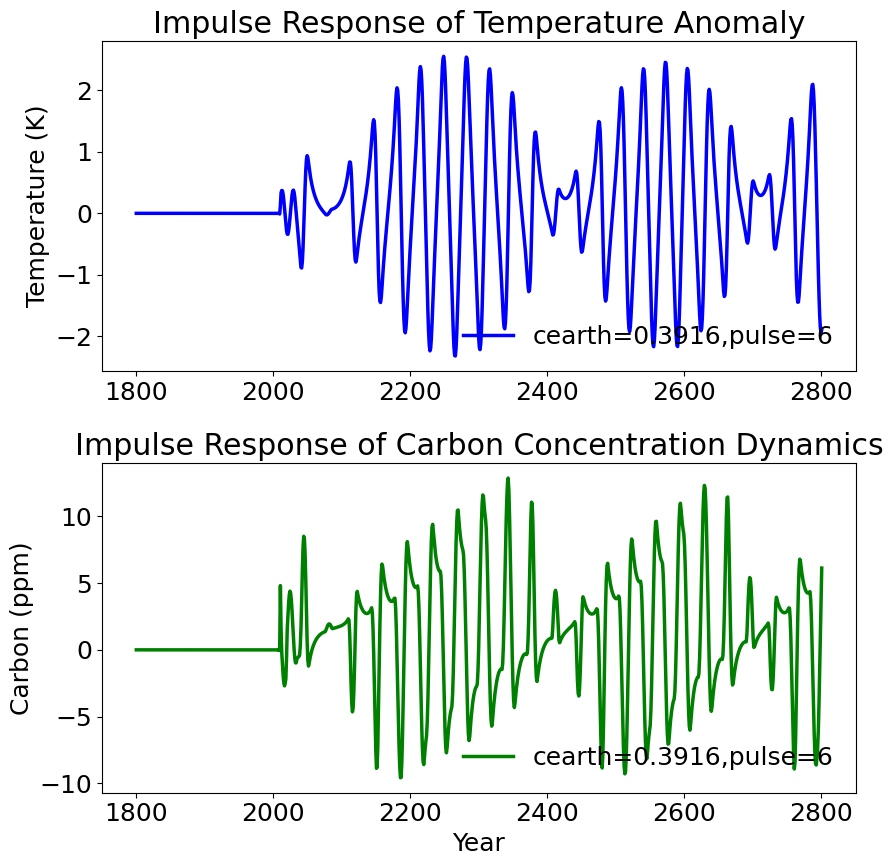 Impulse Response of Temperature Anomaly
Temperature (K)
2
1
0
−1
−2
cearth=0.3916,pulse=6
1800 2000 2200 2400 2600 2800
Impulse Response of Carbon Concentration Dynamics
Carbon (ppm)
10
5
0
−5
−10
cearth=0.3916,pulse=6
1800 2000 2200 2400 2600 2800
Year